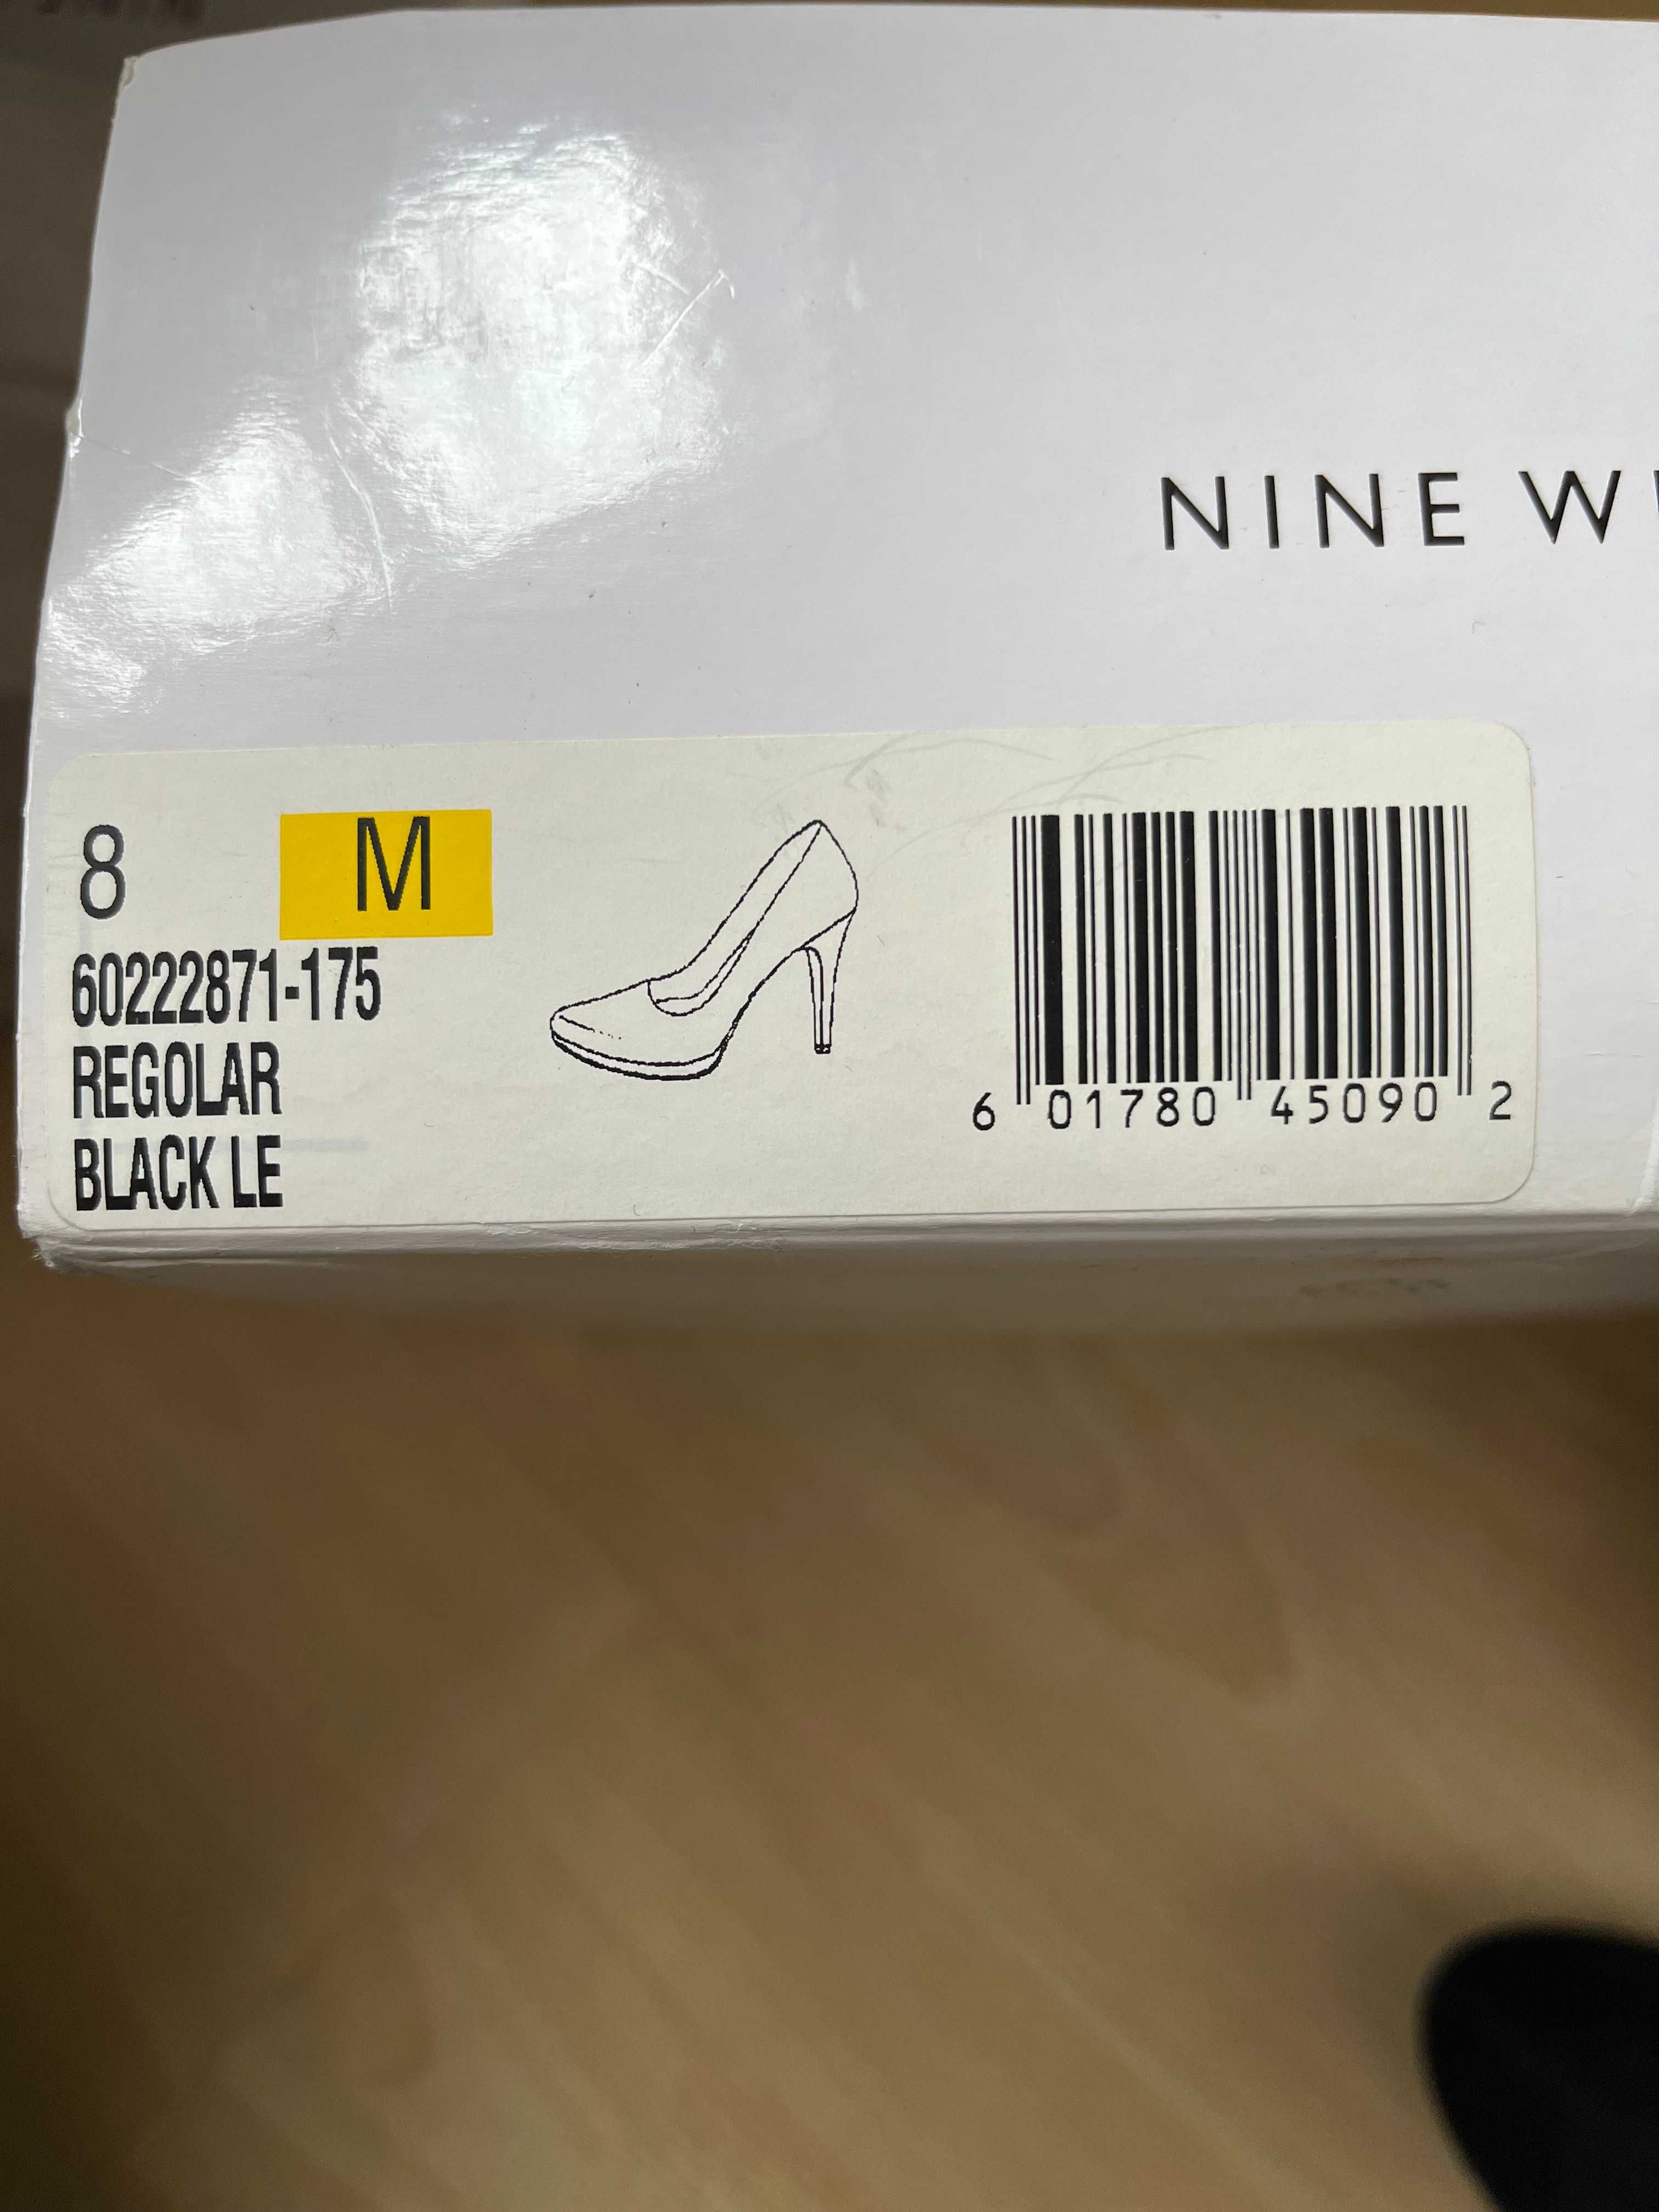 NINE W
8 M
60222871-175
REGOLAR
BLACK LE
6 01780 45090 2